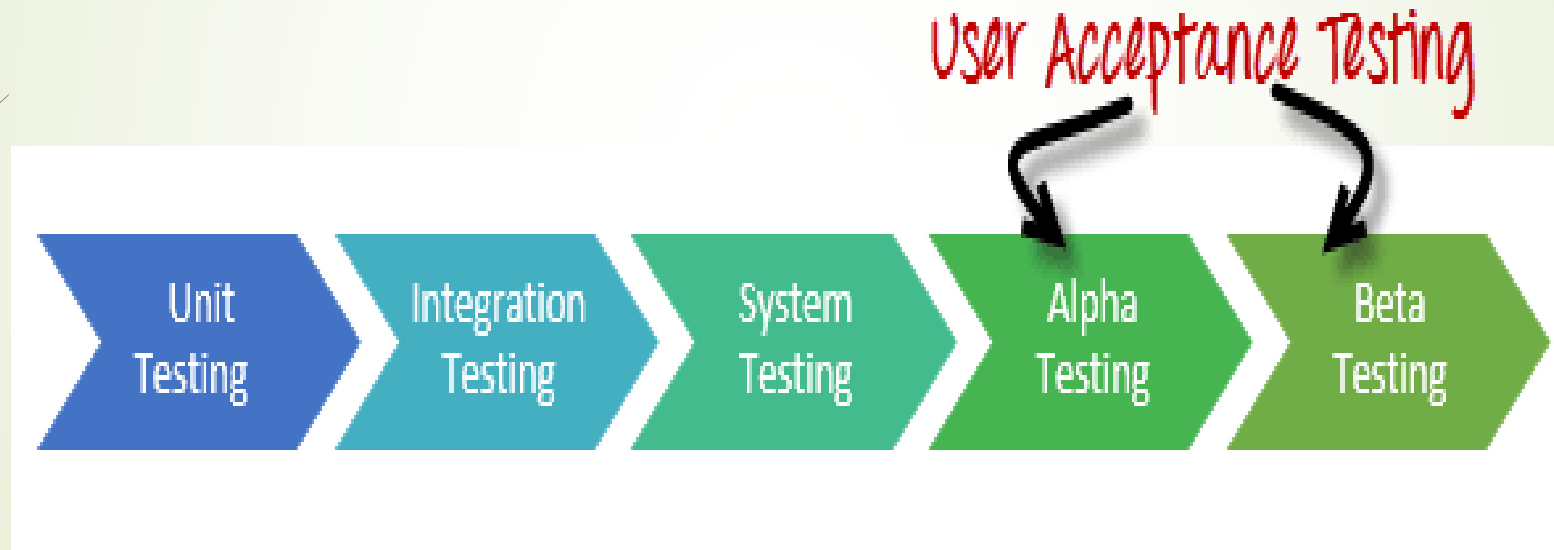 User Acceptance Testing
Unit
Testing
Integration
Testing
System
Testing
Alpha
Testing
Beta
Testing